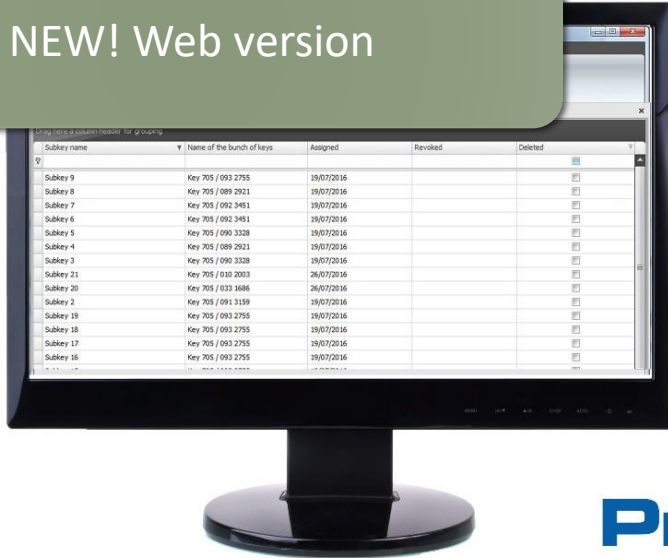 NEW! Web version
Drag here a column header for grouping
Subkey name Name of the bunch of keys Assigned Revoked Deleted
Subkey 9 Key 705 / 093 2755 19/07/2016
Subkey 8 Key 705 / 089 2921 19/07/2016
Subkey 7 Key 705 / 092 3451 19/07/2016
Subkey 6 Key 705 / 092 3451 19/07/2016
Subkey 5 Key 705 / 090 3328 19/07/2016
Subkey 4 Key 705 / 089 2921 19/07/2016
Subkey 3 Key 705 / 090 3328 19/07/2016
Subkey 21 Key 705 / 010 2003 26/07/2016
Subkey 20 Key 705 / 033 1686 26/07/2016
Subkey 2 Key 705 / 091 3159 19/07/2016
Subkey 19 Key 705 / 093 2755 19/07/2016
Subkey 18 Key 705 / 093 2755 19/07/2016
Subkey 17 Key 705 / 093 2755 19/07/2016
Subkey 16 Key 705 / 093 2755 19/07/2016